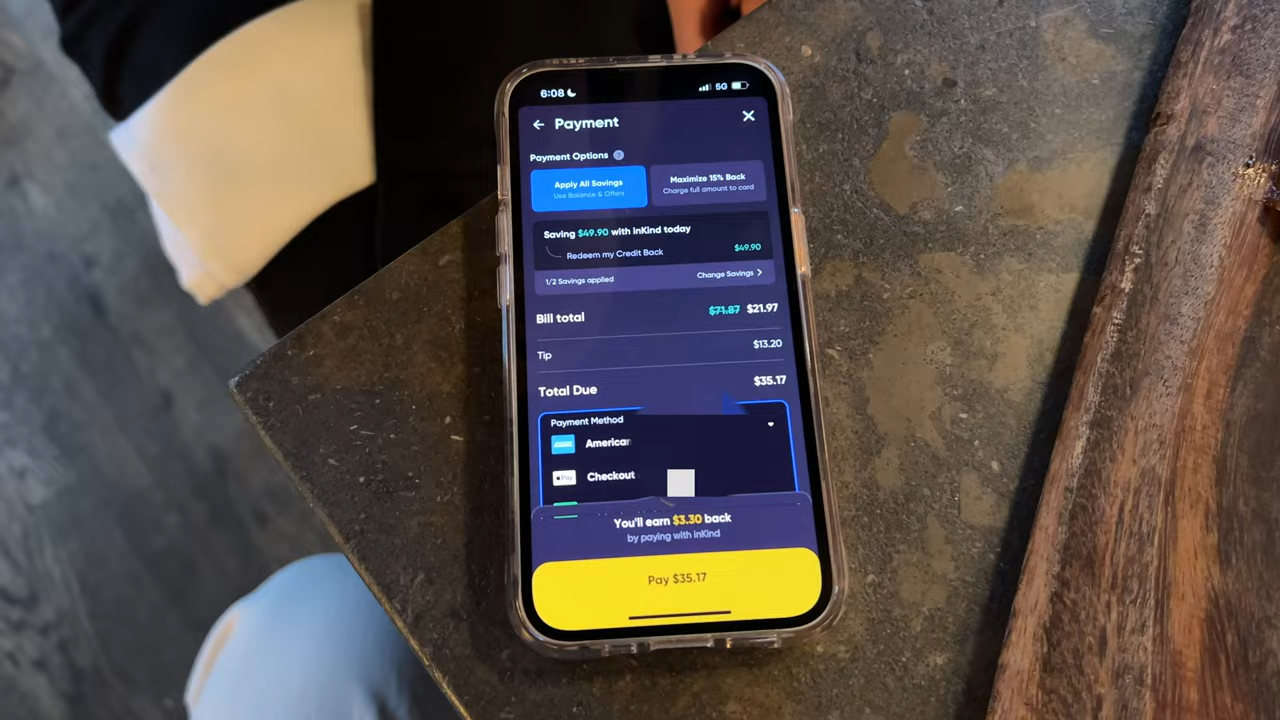 6:08
5G
Payment
Payment Options ?
Apply All Savings
Use Balance & Offers
Maximize 15% Back
Charge full amount to card
Saving $49.90 with inKind today
Redeem my Credit Back $49.90
1/2 Savings applied Change Savings
Bill total $71.87 $21.97
Tip $13.20
Total Due $35.17
Payment Method
American
Pay Checkout
You'll earn $3.30 back
by paying with inKind
Pay $35.17